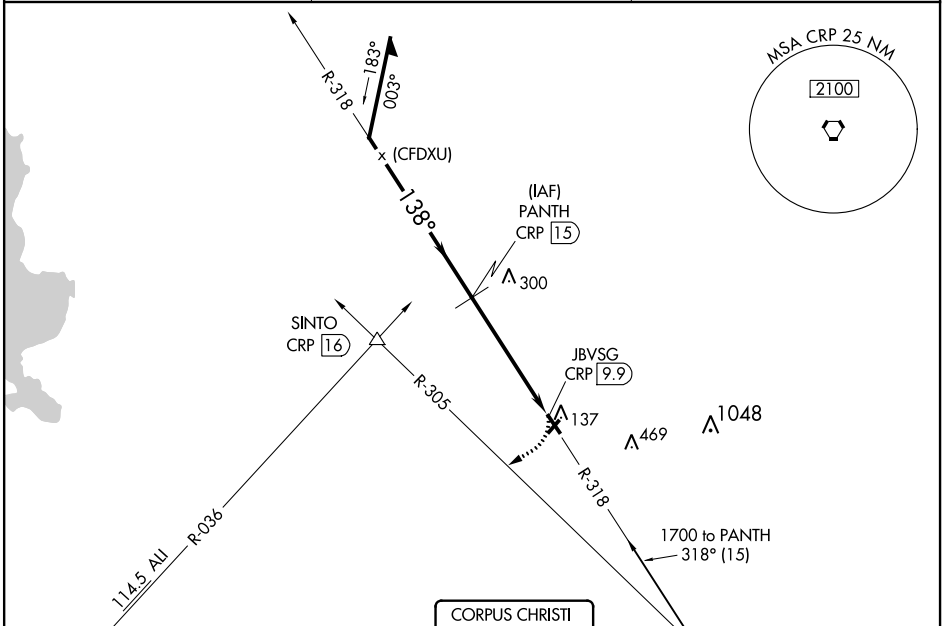 MSA CRP 25 NM
2100
183°
003°
R-318
(CFDXU)
138°
(IAF)
PANTH
CRP 15
300
SINTO
CRP 16
JBVSG
CRP 9.9
137
1048
469
R-305
R-318
R-036
1700 to PANTH
318° (15)
114.5 ALI
CORPUS CHRISTI